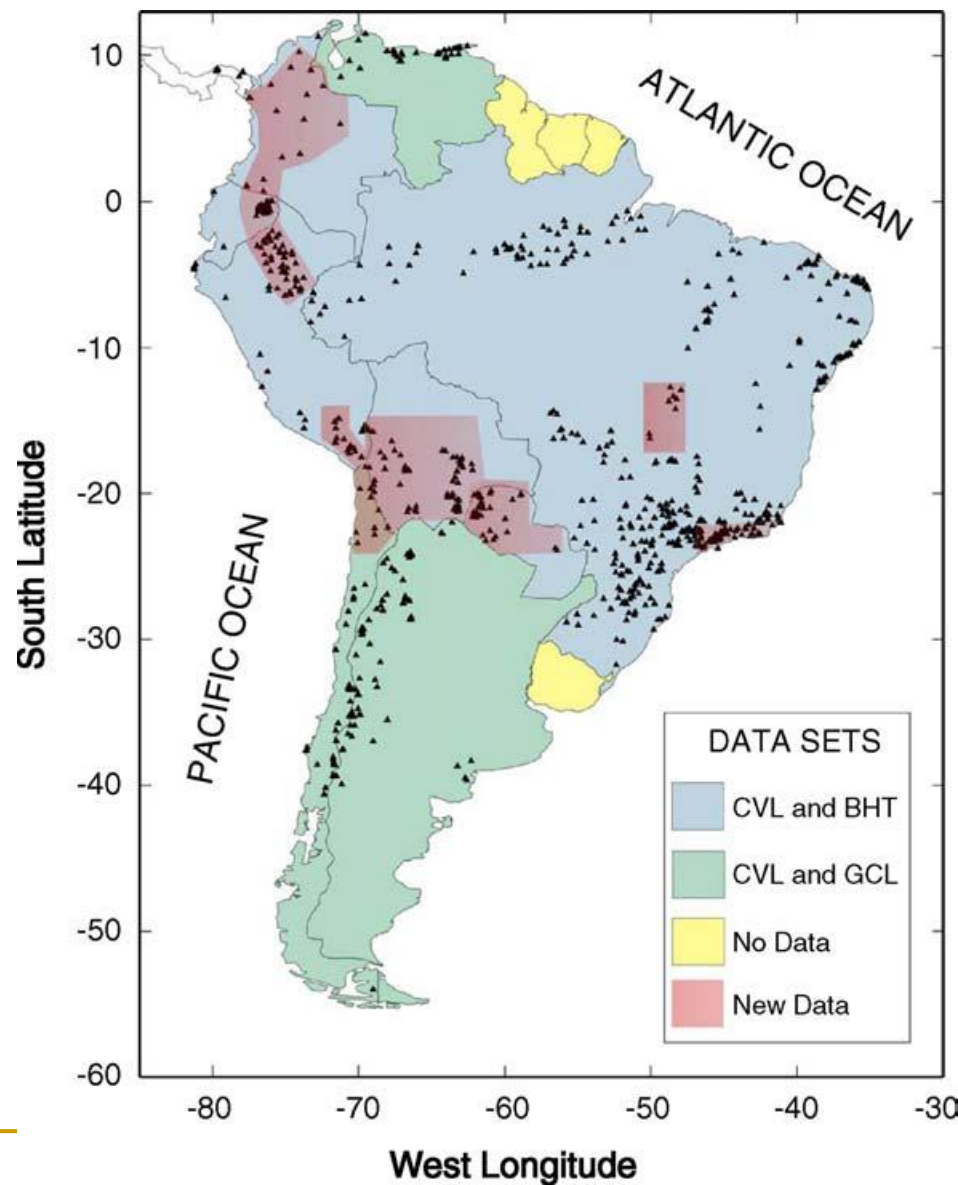 10
0
-10
-20
-30
-40
-50
-60
-80
-70
-60
-50
-40
-30
South Latitude
West Longitude
ATLANTIC OCEAN
PACIFIC OCEAN
DATA SETS
CVL and BHT
CVL and GCL
No Data
New Data